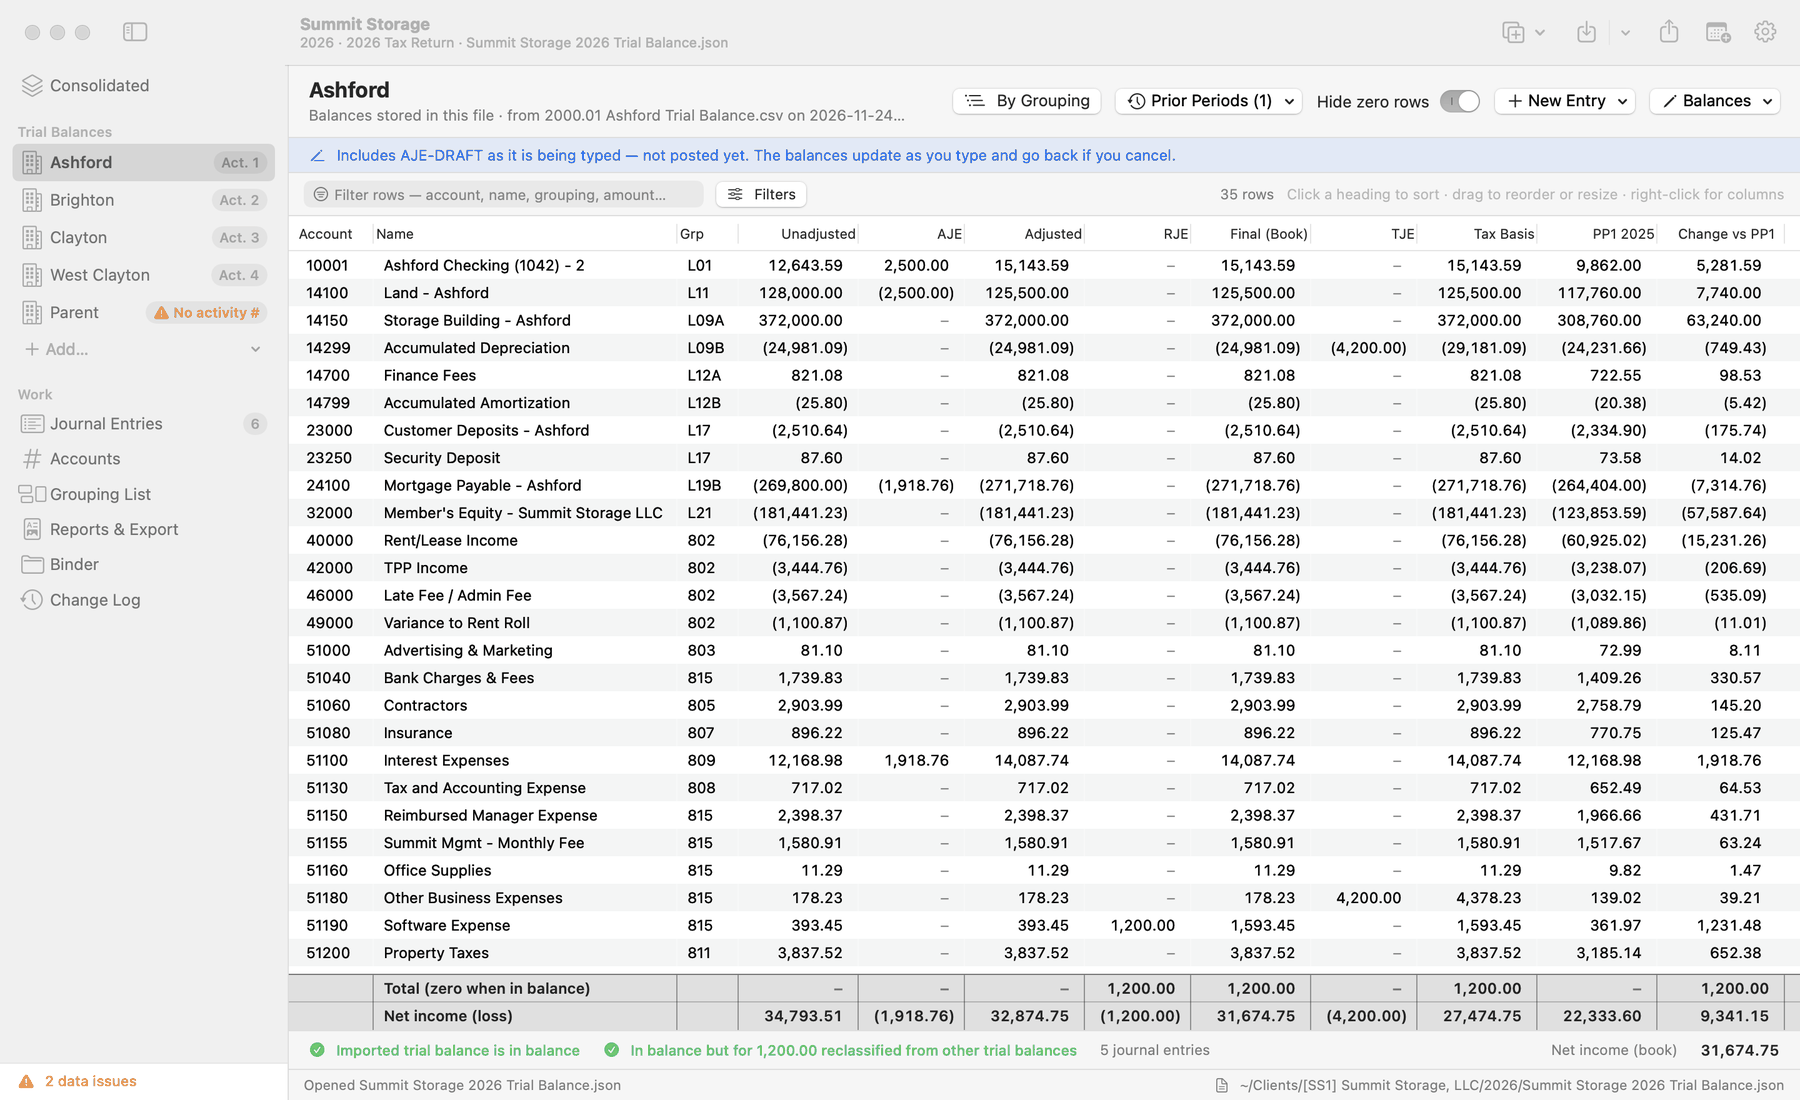 Summit Storage
2026 · 2026 Tax Return · Summit Storage 2026 Trial Balance.json
Consolidated
Trial Balances
Ashford Act. 1
Brighton Act. 2
Clayton Act. 3
West Clayton Act. 4
Parent No activity #
+ Add...
Work
Journal Entries 6
Accounts
Grouping List
Reports & Export
Binder
Change Log
2 data issues
Ashford
Balances stored in this file · from 2000.01 Ashford Trial Balance.csv on 2026-11-24...
By Grouping Prior Periods (1) Hide zero rows + New Entry Balances
Includes AJE-DRAFT as it is being typed — not posted yet. The balances update as you type and go back if you cancel.
Filter rows — account, name, grouping, amount... Filters 35 rows Click a heading to sort · drag to reorder or resize · right-click for columns
Account Name Grp Unadjusted AJE Adjusted RJE Final (Book) TJE Tax Basis PP1 2025 Change vs PP1
10001 Ashford Checking (1042) - 2 L01 12,643.59 2,500.00 15,143.59 – 15,143.59 – 15,143.59 9,862.00 5,281.59
14100 Land - Ashford L11 128,000.00 (2,500.00) 125,500.00 – 125,500.00 – 125,500.00 117,760.00 7,740.00
14150 Storage Building - Ashford L09A 372,000.00 – 372,000.00 – 372,000.00 – 372,000.00 308,760.00 63,240.00
14299 Accumulated Depreciation L09B (24,981.09) – (24,981.09) – (24,981.09) (4,200.00) (29,181.09) (24,231.66) (749.43)
14700 Finance Fees L12A 821.08 – 821.08 – 821.08 – 821.08 722.55 98.53
14799 Accumulated Amortization L12B (25.80) – (25.80) – (25.80) – (25.80) (20.38) (5.42)
23000 Customer Deposits - Ashford L17 (2,510.64) – (2,510.64) – (2,510.64) – (2,510.64) (2,334.90) (175.74)
23250 Security Deposit L17 87.60 – 87.60 – 87.60 – 87.60 73.58 14.02
24100 Mortgage Payable - Ashford L19B (269,800.00) (1,918.76) (271,718.76) – (271,718.76) – (271,718.76) (264,404.00) (7,314.76)
32000 Member's Equity - Summit Storage LLC L21 (181,441.23) – (181,441.23) – (181,441.23) – (181,441.23) (123,853.59) (57,587.64)
40000 Rent/Lease Income 802 (76,156.28) – (76,156.28) – (76,156.28) – (76,156.28) (60,925.02) (15,231.26)
42000 TPP Income 802 (3,444.76) – (3,444.76) – (3,444.76) – (3,444.76) (3,238.07) (206.69)
46000 Late Fee / Admin Fee 802 (3,567.24) – (3,567.24) – (3,567.24) – (3,567.24) (3,032.15) (535.09)
49000 Variance to Rent Roll 802 (1,100.87) – (1,100.87) – (1,100.87) – (1,100.87) (1,089.86) (11.01)
51000 Advertising & Marketing 803 81.10 – 81.10 – 81.10 – 81.10 72.99 8.11
51040 Bank Charges & Fees 815 1,739.83 – 1,739.83 – 1,739.83 – 1,739.83 1,409.26 330.57
51060 Contractors 805 2,903.99 – 2,903.99 – 2,903.99 – 2,903.99 2,758.79 145.20
51080 Insurance 807 896.22 – 896.22 – 896.22 – 896.22 770.75 125.47
51100 Interest Expenses 809 12,168.98 1,918.76 14,087.74 – 14,087.74 – 14,087.74 12,168.98 1,918.76
51130 Tax and Accounting Expense 808 717.02 – 717.02 – 717.02 – 717.02 652.49 64.53
51150 Reimbursed Manager Expense 815 2,398.37 – 2,398.37 – 2,398.37 – 2,398.37 1,966.66 431.71
51155 Summit Mgmt - Monthly Fee 815 1,580.91 – 1,580.91 – 1,580.91 – 1,580.91 1,517.67 63.24
51160 Office Supplies 815 11.29 – 11.29 – 11.29 – 11.29 9.82 1.47
51180 Other Business Expenses 815 178.23 – 178.23 – 178.23 4,200.00 4,378.23 139.02 39.21
51190 Software Expense 815 393.45 – 393.45 1,200.00 1,593.45 – 1,593.45 361.97 1,231.48
51200 Property Taxes 811 3,837.52 – 3,837.52 – 3,837.52 – 3,837.52 3,185.14 652.38
Total (zero when in balance) – – – 1,200.00 1,200.00 – 1,200.00 – 1,200.00
Net income (loss) 34,793.51 (1,918.76) 32,874.75 (1,200.00) 31,674.75 (4,200.00) 27,474.75 22,333.60 9,341.15
Imported trial balance is in balance In balance but for 1,200.00 reclassified from other trial balances 5 journal entries Net income (book) 31,674.75
Opened Summit Storage 2026 Trial Balance.json ~/Clients/[SS1] Summit Storage, LLC/2026/Summit Storage 2026 Trial Balance.json